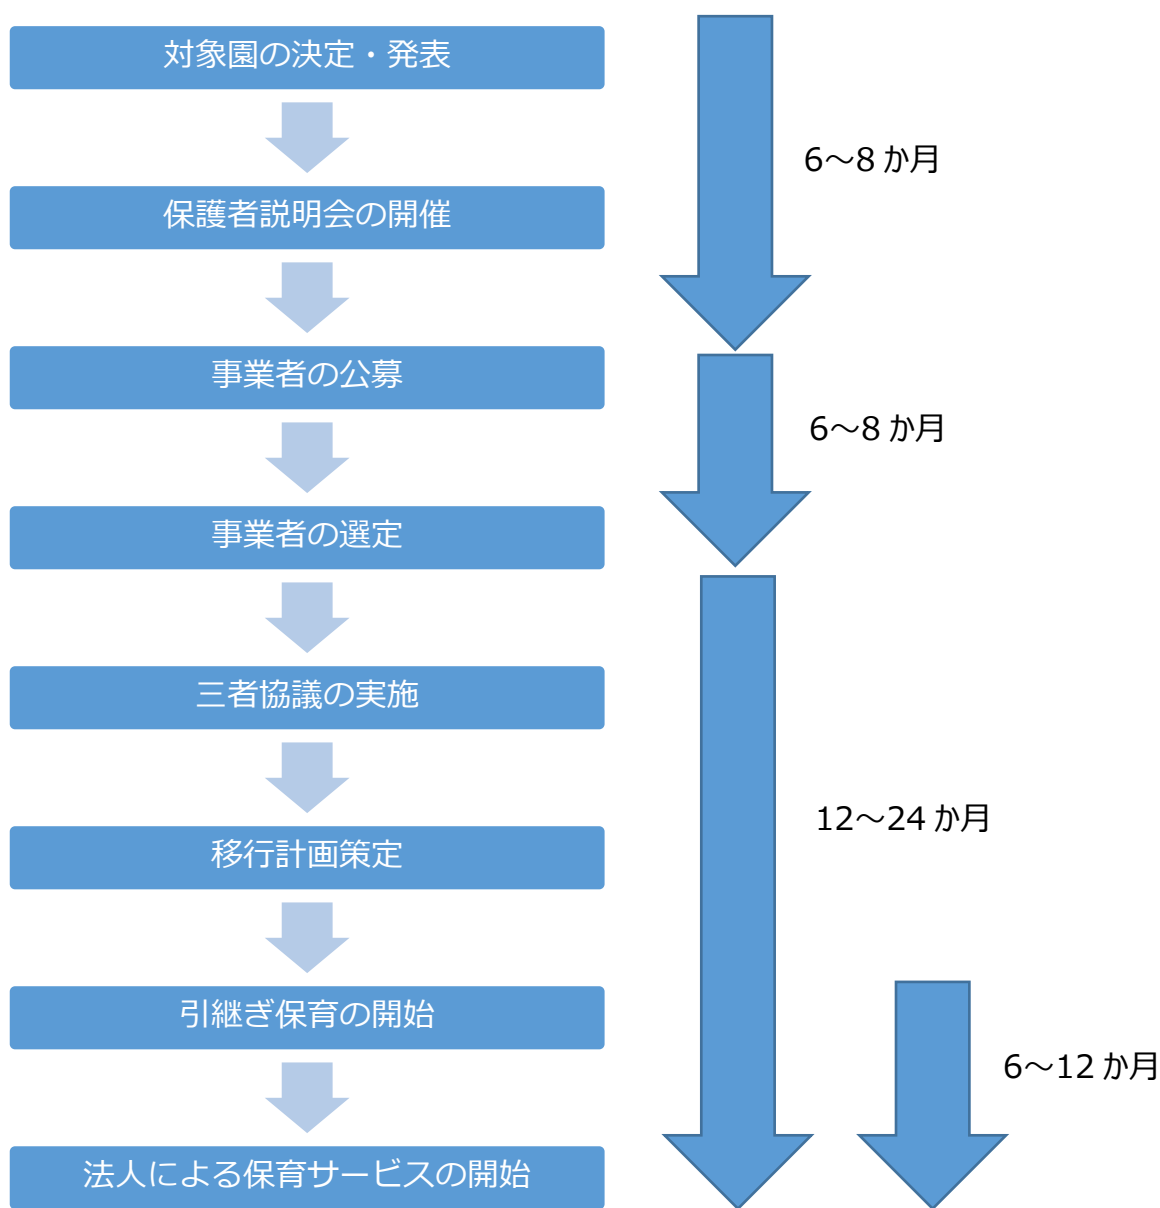 対象園の決定・発表
6～8 か月
保護者説明会の開催
事業者の公募
6～8 か月
事業者の選定
三者協議の実施
12～24 か月
移行計画策定
引継ぎ保育の開始
6～12 か月
法人による保育サービスの開始